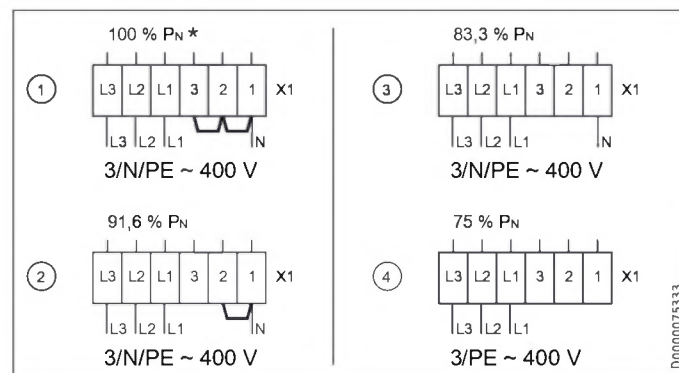 100 % PN *
1
L3 L2 L1 3 2 1 X1
L3 L2 L1 N
3/N/PE ~ 400 V
91,6 % PN
2
L3 L2 L1 3 2 1 X1
L3 L2 L1 N
3/N/PE ~ 400 V
83,3 % PN
3
L3 L2 L1 3 2 1 X1
L3 L2 L1 N
3/N/PE ~ 400 V
75 % PN
4
L3 L2 L1 3 2 1 X1
L3 L2 L1
3/PE ~ 400 V
D0000075333